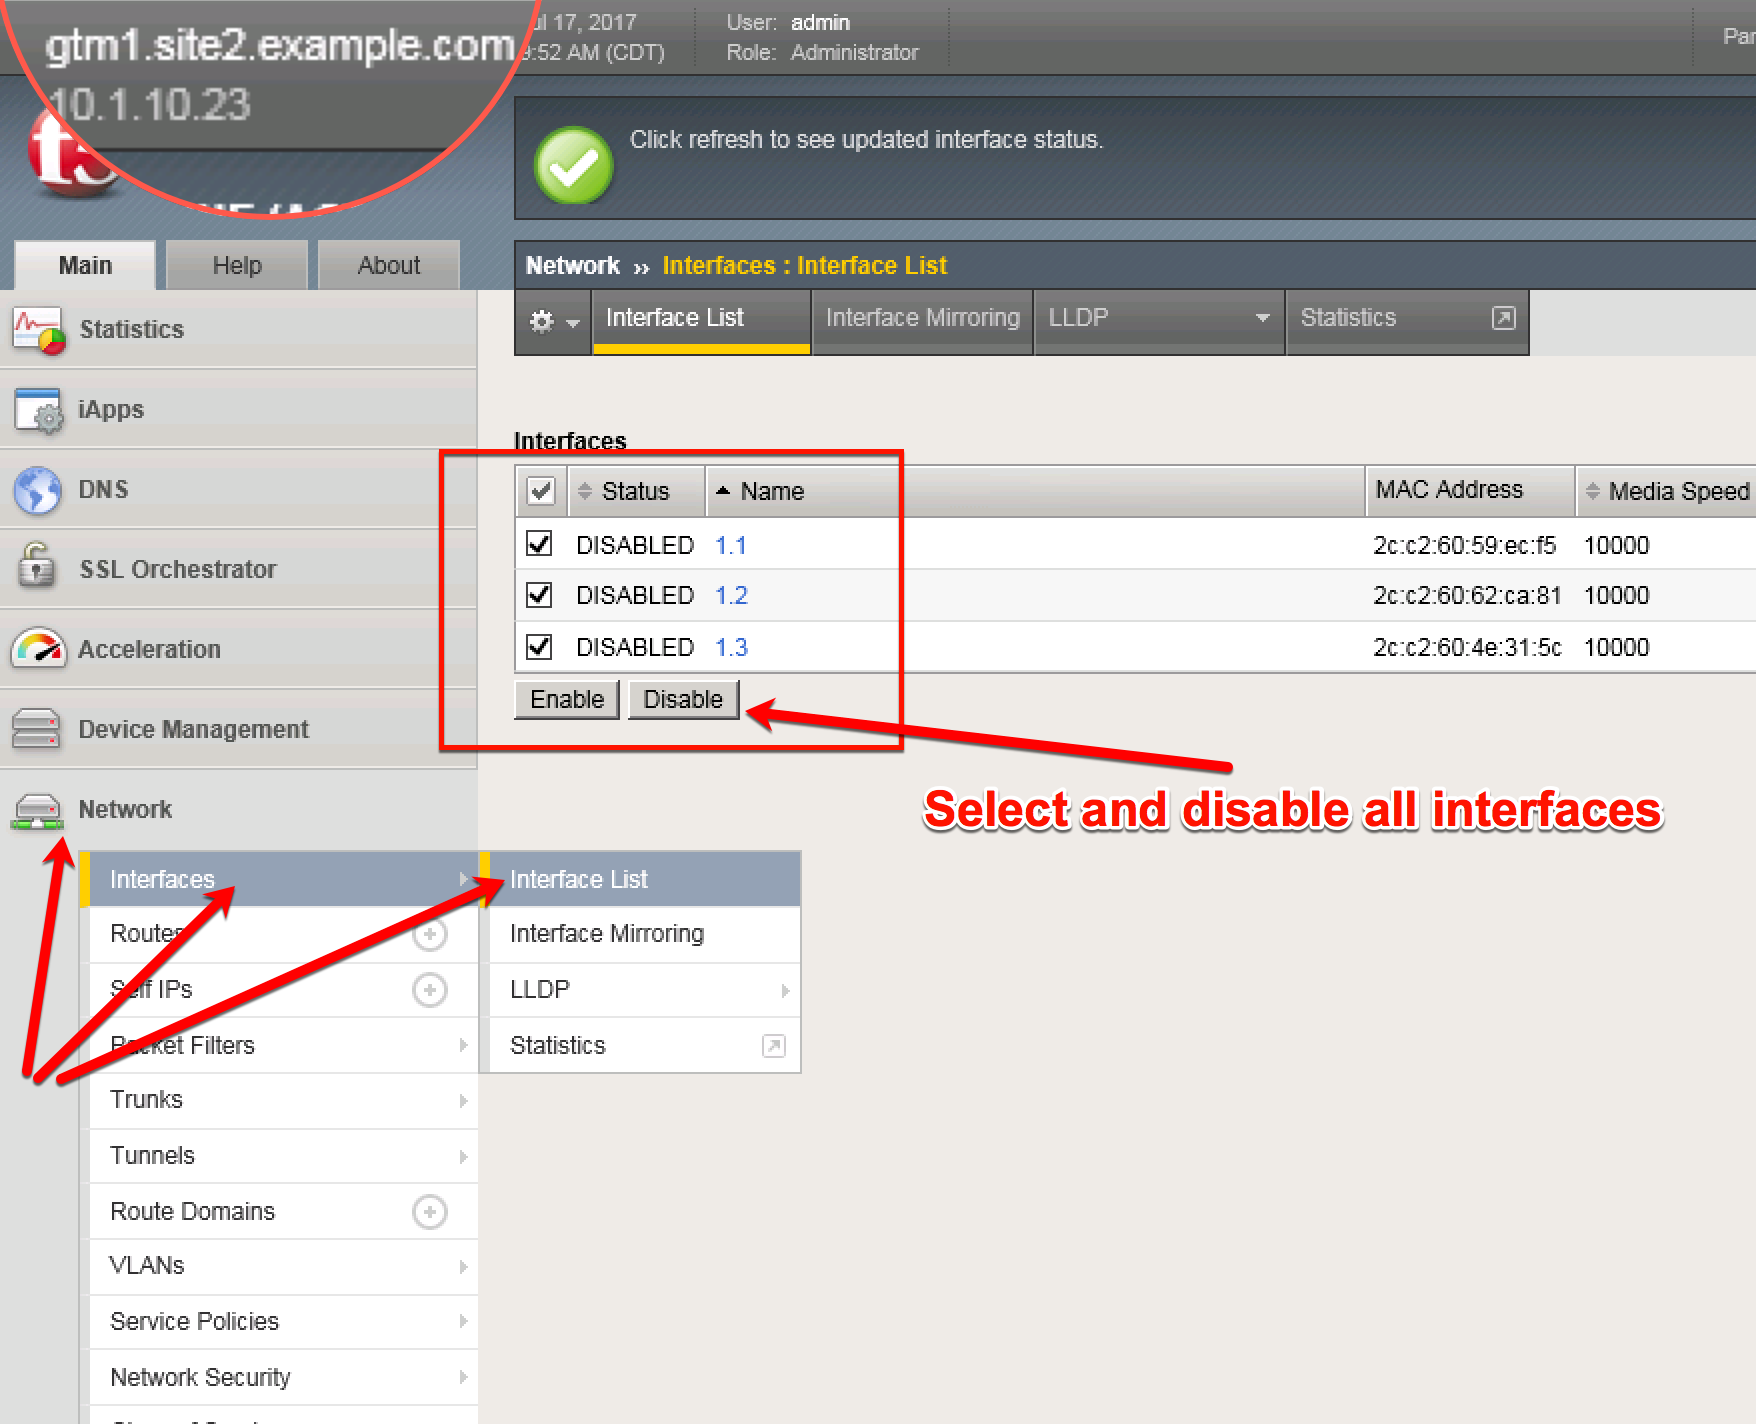 gtm1.site2.example.com
10.1.10.23
Jul 17, 2017
9:52 AM (CDT)
User: admin
Role: Administrator
Click refresh to see updated interface status.
Main
Help
About
Network » Interfaces : Interface List
Interface List
Interface Mirroring
LLDP
Statistics
Statistics
iApps
DNS
SSL Orchestrator
Acceleration
Device Management
Network
Interfaces
Status Name MAC Address Media Speed
DISABLED 1.1 2c:c2:60:59:ec:f5 10000
DISABLED 1.2 2c:c2:60:62:ca:81 10000
DISABLED 1.3 2c:c2:60:4e:31:5c 10000
Enable Disable
Select and disable all interfaces
Interfaces
Routes
Self IPs
Packet Filters
Trunks
Tunnels
Route Domains
VLANs
Service Policies
Network Security
Interface List
Interface Mirroring
LLDP
Statistics